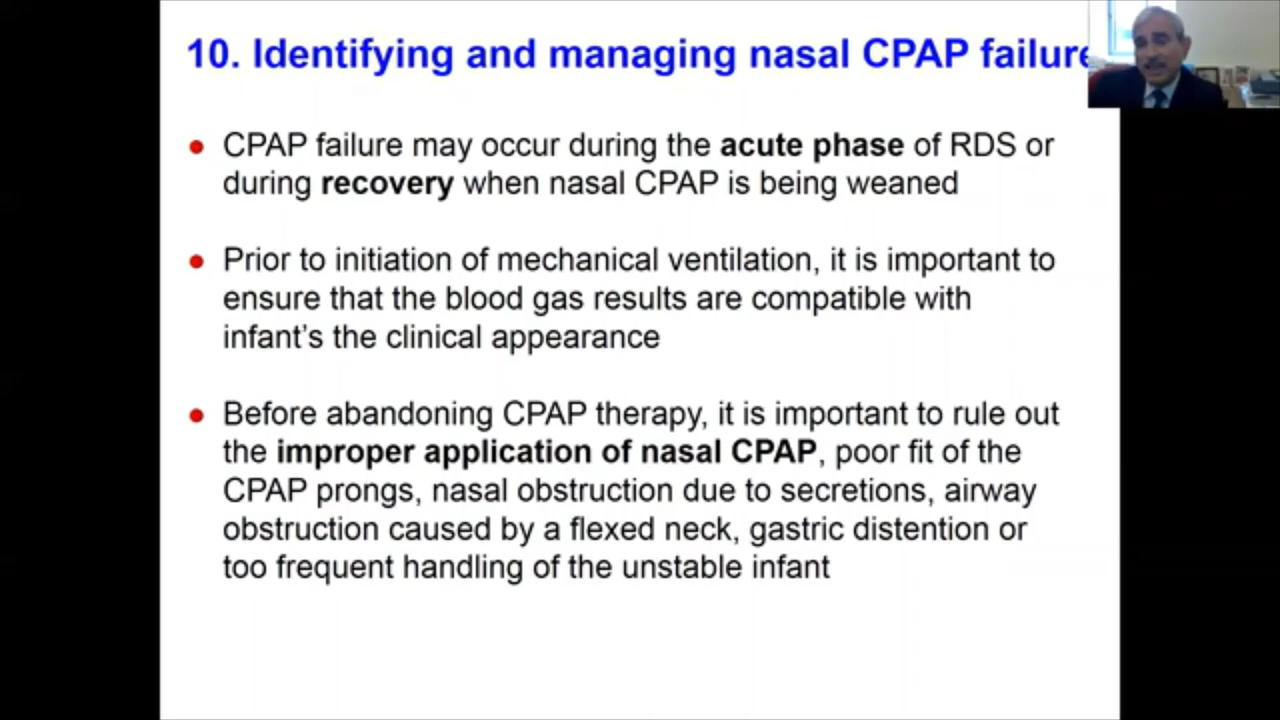 10. Identifying and managing nasal CPAP failure
● CPAP failure may occur during the acute phase of RDS or
during recovery when nasal CPAP is being weaned
● Prior to initiation of mechanical ventilation, it is important to
ensure that the blood gas results are compatible with
infant’s the clinical appearance
● Before abandoning CPAP therapy, it is important to rule out
the improper application of nasal CPAP, poor fit of the
CPAP prongs, nasal obstruction due to secretions, airway
obstruction caused by a flexed neck, gastric distention or
too frequent handling of the unstable infant